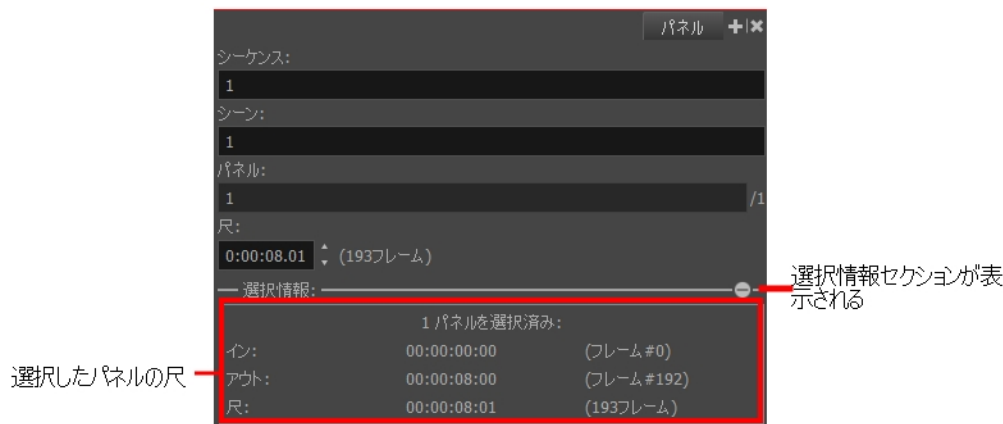 パネル
シーケンス:
1
シーン:
1
パネル:
1 /1
尺:
0:00:08.01 (193フレーム)
選択情報:
1 パネルを選択済み:
イン: 00:00:00:00 (フレーム#0)
アウト: 00:00:08:00 (フレーム#192)
尺: 00:00:08:01 (193フレーム)
選択情報セクションが表
示される
選択したパネルの尺